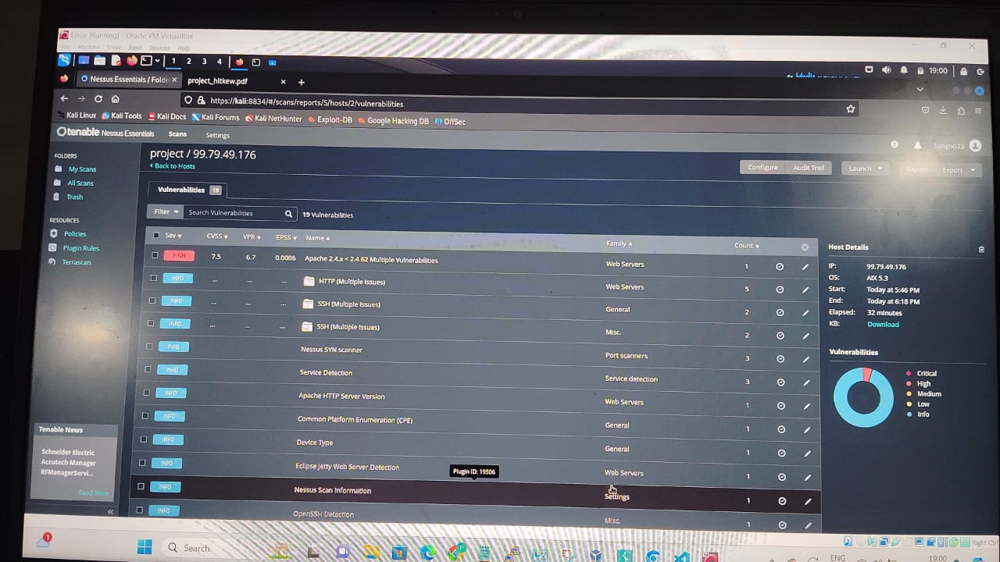 Linux [Running] - Oracle VM VirtualBox
File Machine View Input Devices Help
1 2 3 4 19:00
Nessus Essentials / Folde × project_hltkew.pdf × +
https://kali:8834/#/scans/reports/5/hosts/2/vulnerabilities
Kali Linux Kali Tools Kali Docs Kali Forums Kali NetHunter Exploit-DB Google Hacking DB OffSec
tenable Nessus Essentials Scans Settings SanghG23
FOLDERS
My Scans
All Scans
Trash
RESOURCES
Policies
Plugin Rules
Terrascan
Tenable News
Schneider Electric
Accutech Manager
RFManagerServi...
Read More
project / 99.79.49.176
< Back to Hosts
Configure Audit Trail Launch Report Export
Vulnerabilities 19
Filter Search Vulnerabilities 19 Vulnerabilities
Sev CVSS VPR EPSS Name Family Count
HIGH 7.5 6.7 0.0006 Apache 2.4.x < 2.4.62 Multiple Vulnerabilities Web Servers 1
INFO ... ... ... HTTP (Multiple Issues) Web Servers 5
INFO ... ... ... SSH (Multiple Issues) General 2
INFO ... ... ... SSH (Multiple Issues) Misc. 2
INFO Nessus SYN scanner Port scanners 3
INFO Service Detection Service detection 3
INFO Apache HTTP Server Version Web Servers 1
INFO Common Platform Enumeration (CPE) General 1
INFO Device Type General 1
INFO Eclipse Jetty Web Server Detection Web Servers 1
Plugin ID: 19506
INFO Nessus Scan Information Settings 1
INFO OpenSSH Detection Misc. 1
Host Details
IP: 99.79.49.176
OS: AIX 5.3
Start: Today at 5:46 PM
End: Today at 6:18 PM
Elapsed: 32 minutes
KB: Download
Vulnerabilities
Critical
High
Medium
Low
Info
Right Ctrl
1 Search ENG 19:00